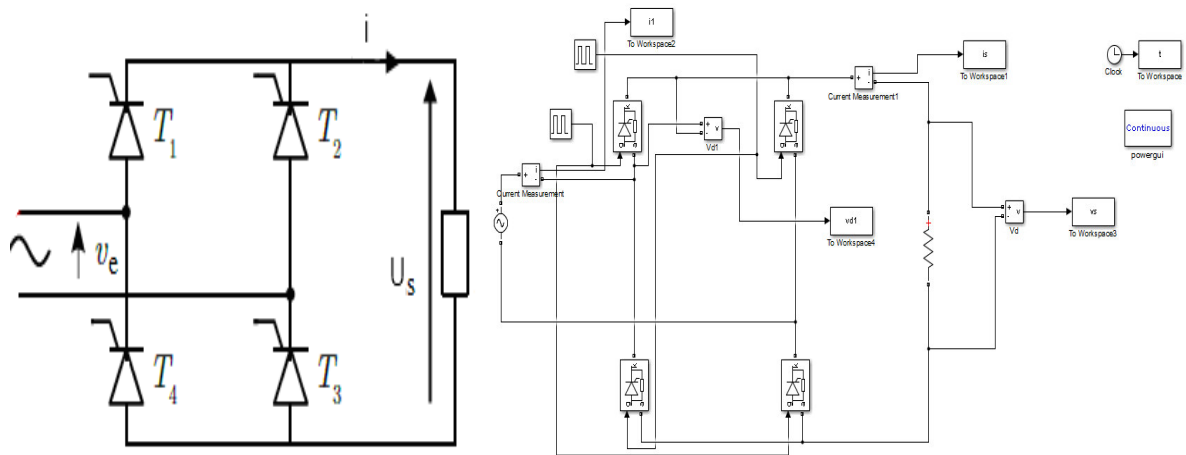 i
T1
T2
ve
Us
T4
T3
i1
To Workspace2
is
To Workspace1
Clock
t
To Workspace
Continuous
powergui
+
i
-
Current Measurement1
+
-
v
Vd1
+
i
-
Current Measurement
+
vd1
To Workspace4
+
+
-
v
Vd
vs
To Workspace3